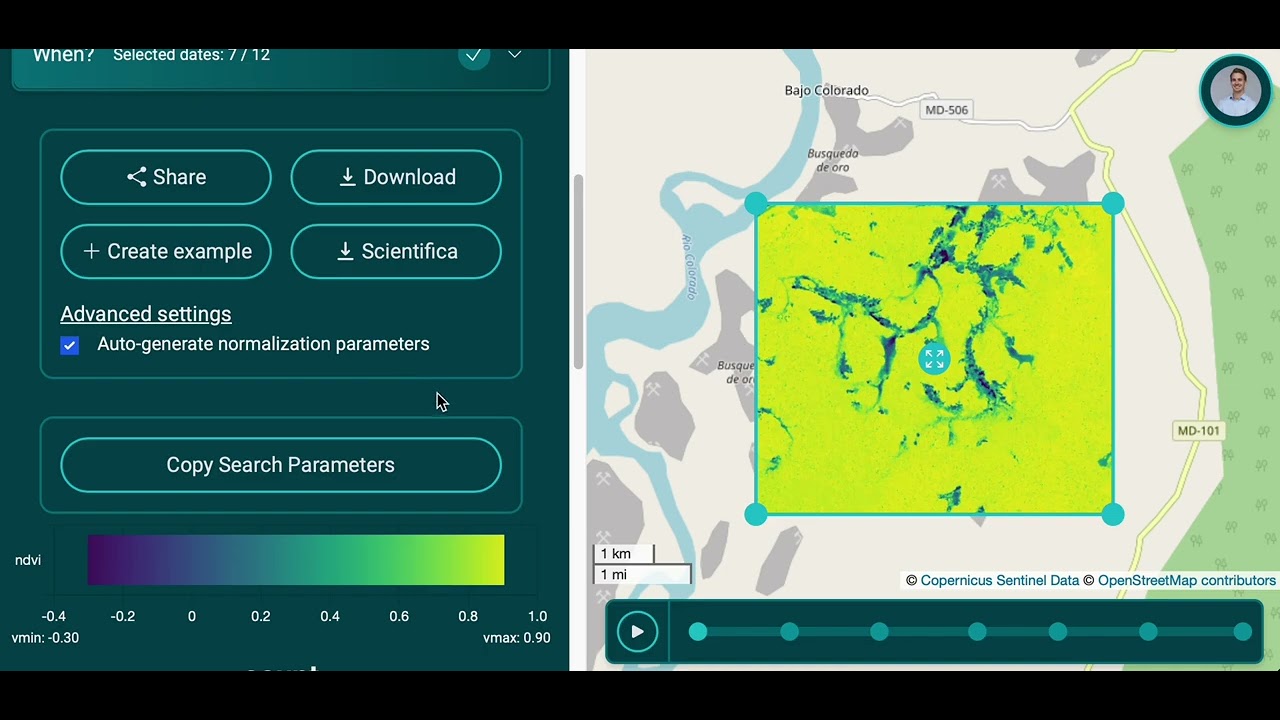 When? Selected dates: 7 / 12
Share
Download
Create example
Scientifica
Advanced settings
Auto-generate normalization parameters
Copy Search Parameters
ndvi
-0.4 -0.2 0 0.2 0.4 0.6 0.8 1.0
vmin: -0.30 vmax: 0.90
Bajo Colorado
MD-506
Busqueda
de oro
Río Colorado
Busque
de or
MD-101
1 km
1 mi
© Copernicus Sentinel Data © OpenStreetMap contributors